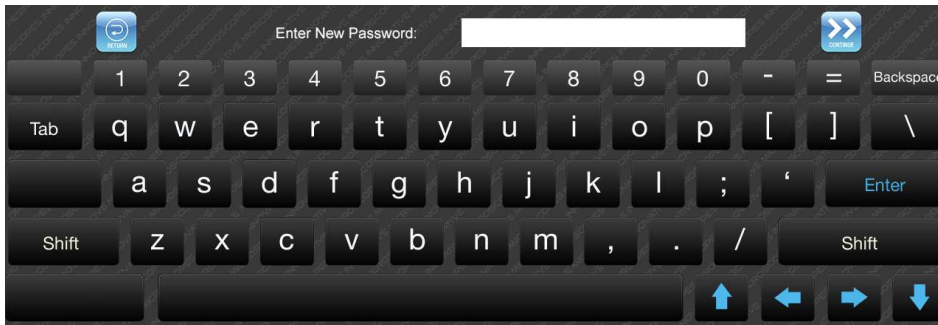 RETURN Enter New Password: CONTINUE
1 2 3 4 5 6 7 8 9 0 - = Backspace
Tab q w e r t y u i o p [ ] \
a s d f g h j k l ; ‘ Enter
Shift z x c v b n m , . / Shift